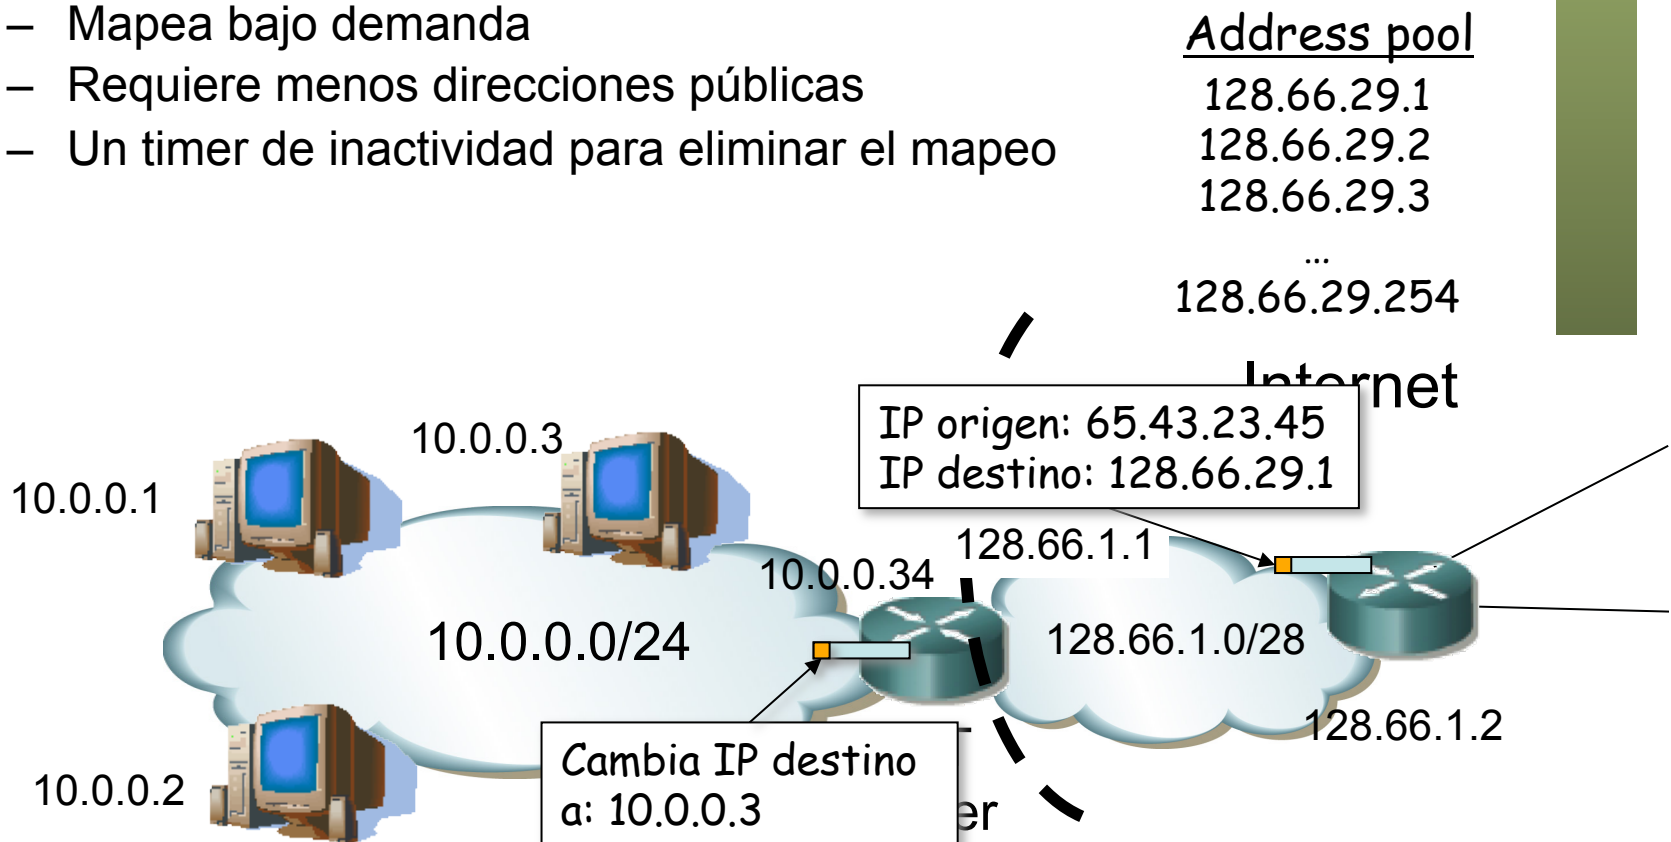 – Mapea bajo demanda
– Requiere menos direcciones públicas
– Un timer de inactividad para eliminar el mapeo
Address pool
128.66.29.1
128.66.29.2
128.66.29.3
...
128.66.29.254
Internet
IP origen: 65.43.23.45
IP destino: 128.66.29.1
10.0.0.3
10.0.0.1
128.66.1.1
10.0.0.34
10.0.0.0/24
128.66.1.0/28
128.66.1.2
Cambia IP destino
a: 10.0.0.3
10.0.0.2